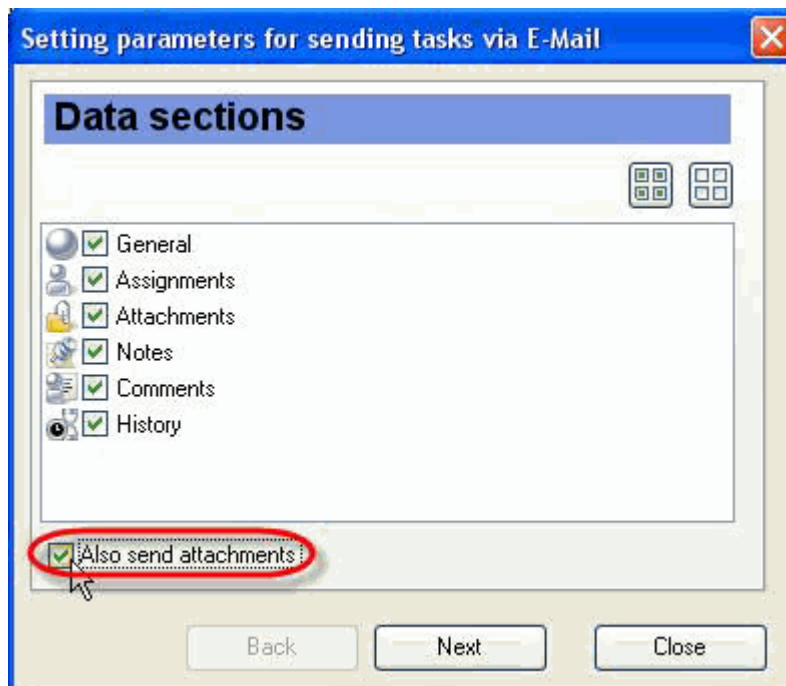 Setting parameters for sending tasks via E-Mail
Data sections
General
Assignments
Attachments
Notes
Comments
History
Also send attachments
Back Next Close